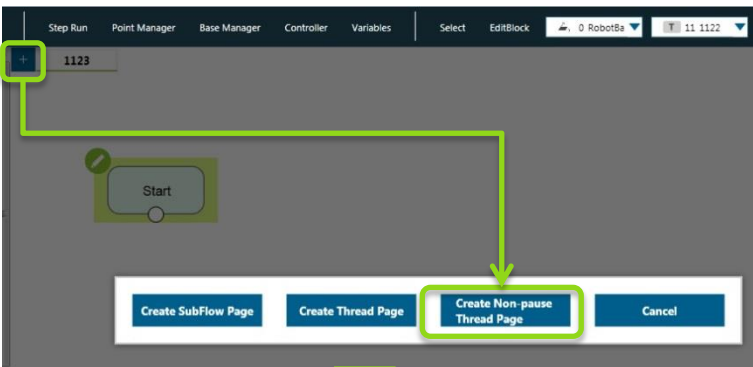 Step Run Point Manager Base Manager Controller Variables Select EditBlock 0 RobotBa T 11 1122
+ 1123
Start
Create SubFlow Page Create Thread Page Create Non-pause Thread Page Cancel